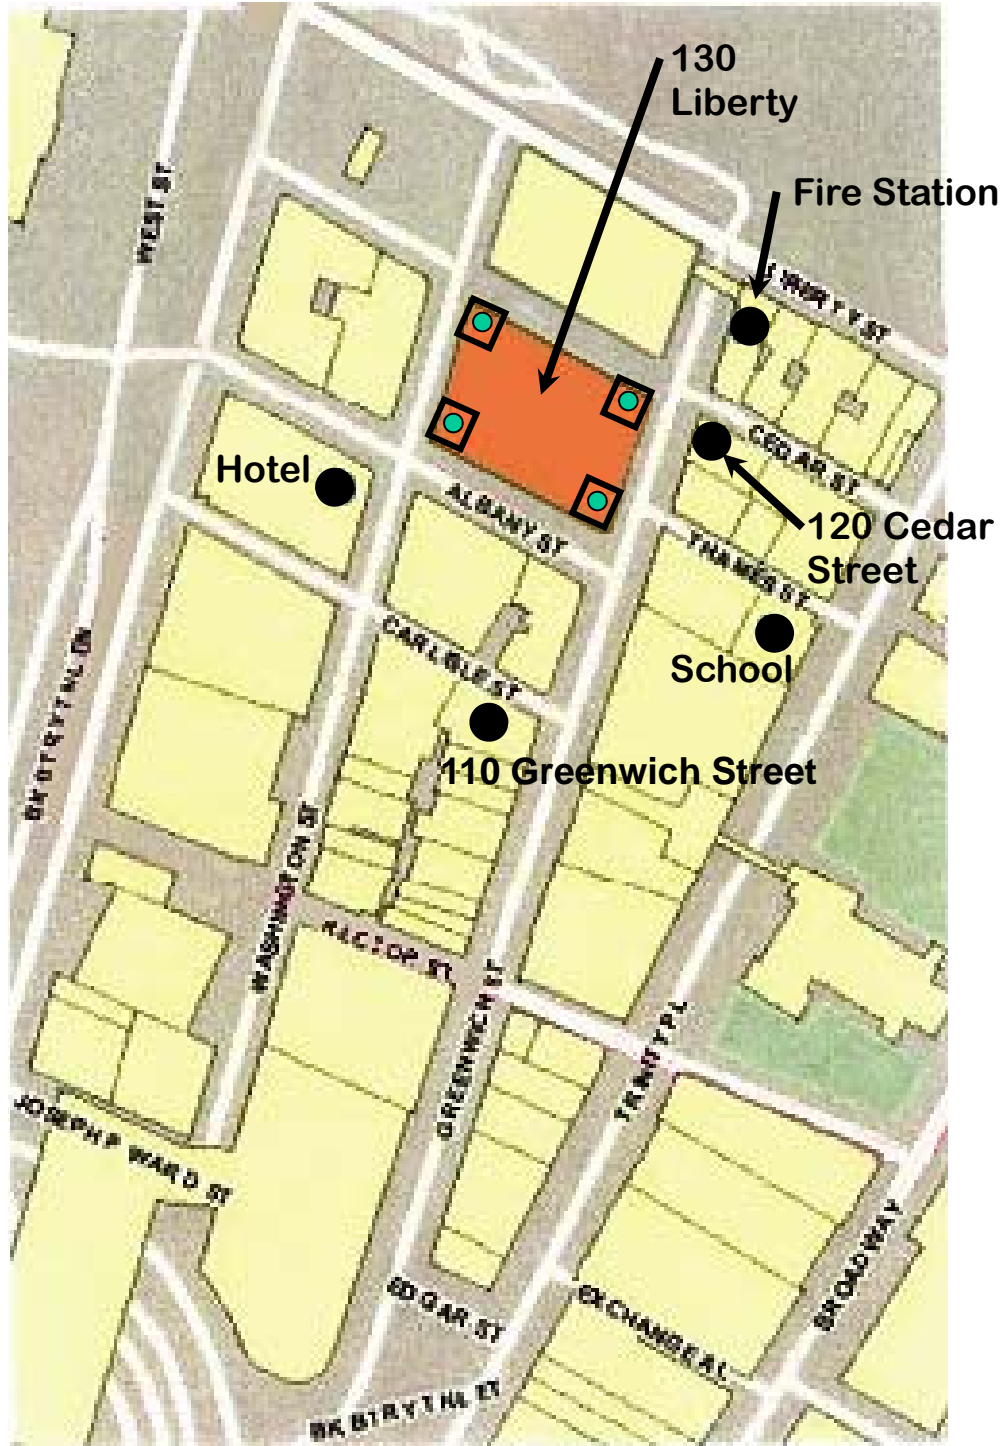 130
Liberty
Fire Station
WEST ST
CEDAR ST
Hotel
ALBANY ST
120 Cedar
Street
THAMES ST
CARLISLE ST
School
110 Greenwich Street
WASHINGTON ST
GREENWICH ST
TRINITY PL
JOSEPH P WARD ST
BROADWAY
EDGAR ST
EXCHANGE AL